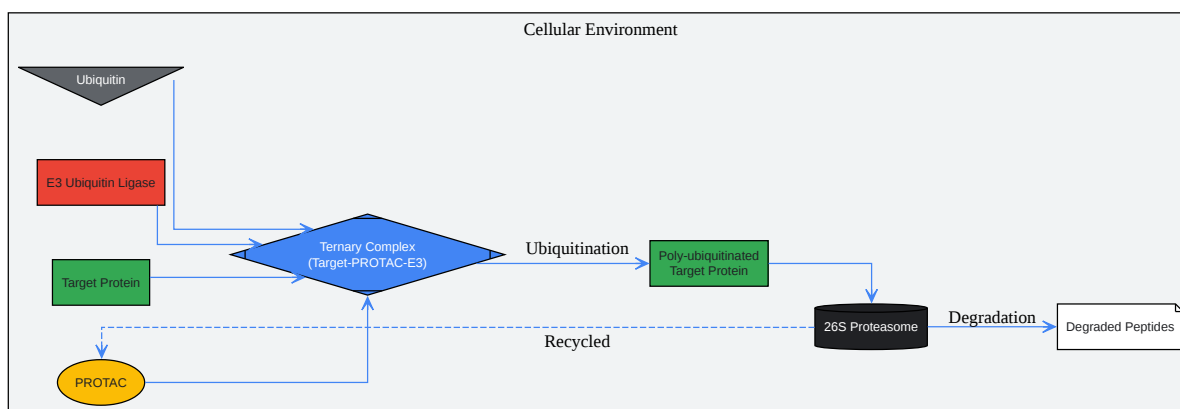 Cellular Environment
Ubiquitin
E3 Ubiquitin Ligase
Target Protein
PROTAC
Ternary Complex
(Target-PROTAC-E3)
Ubiquitination
Poly-ubiquitinated
Target Protein
26S Proteasome
Degradation
Degraded Peptides
Recycled